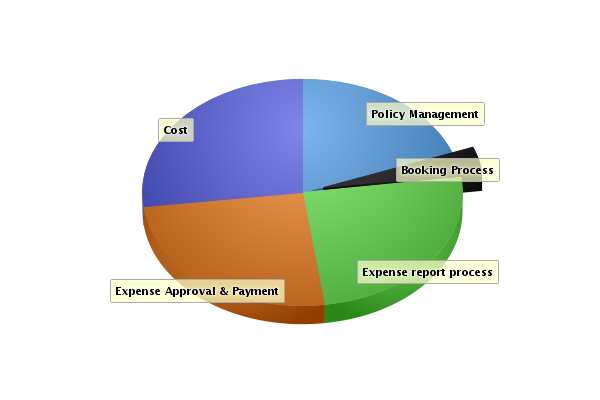 Policy Management
Cost
Booking Process
Expense report process
Expense Approval & Payment